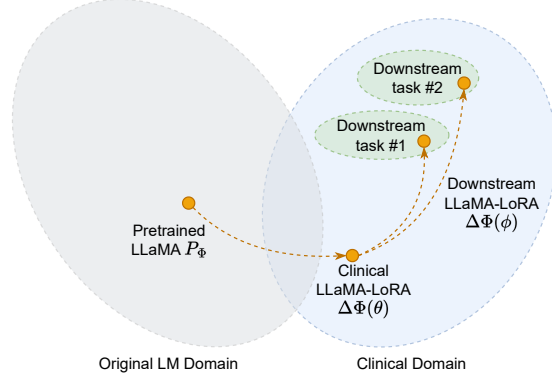 Downstream
task #2
Downstream
task #1
Downstream
LLaMA-LoRA
ΔΦ(ϕ)
Pretrained
LLaMA P_Φ
Clinical
LLaMA-LoRA
ΔΦ(θ)
Original LM Domain
Clinical Domain